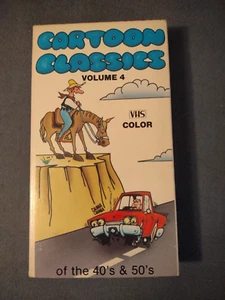 CARTOON
CLASSICS
VOLUME 4
VHS
COLOR
of the 40's & 50's